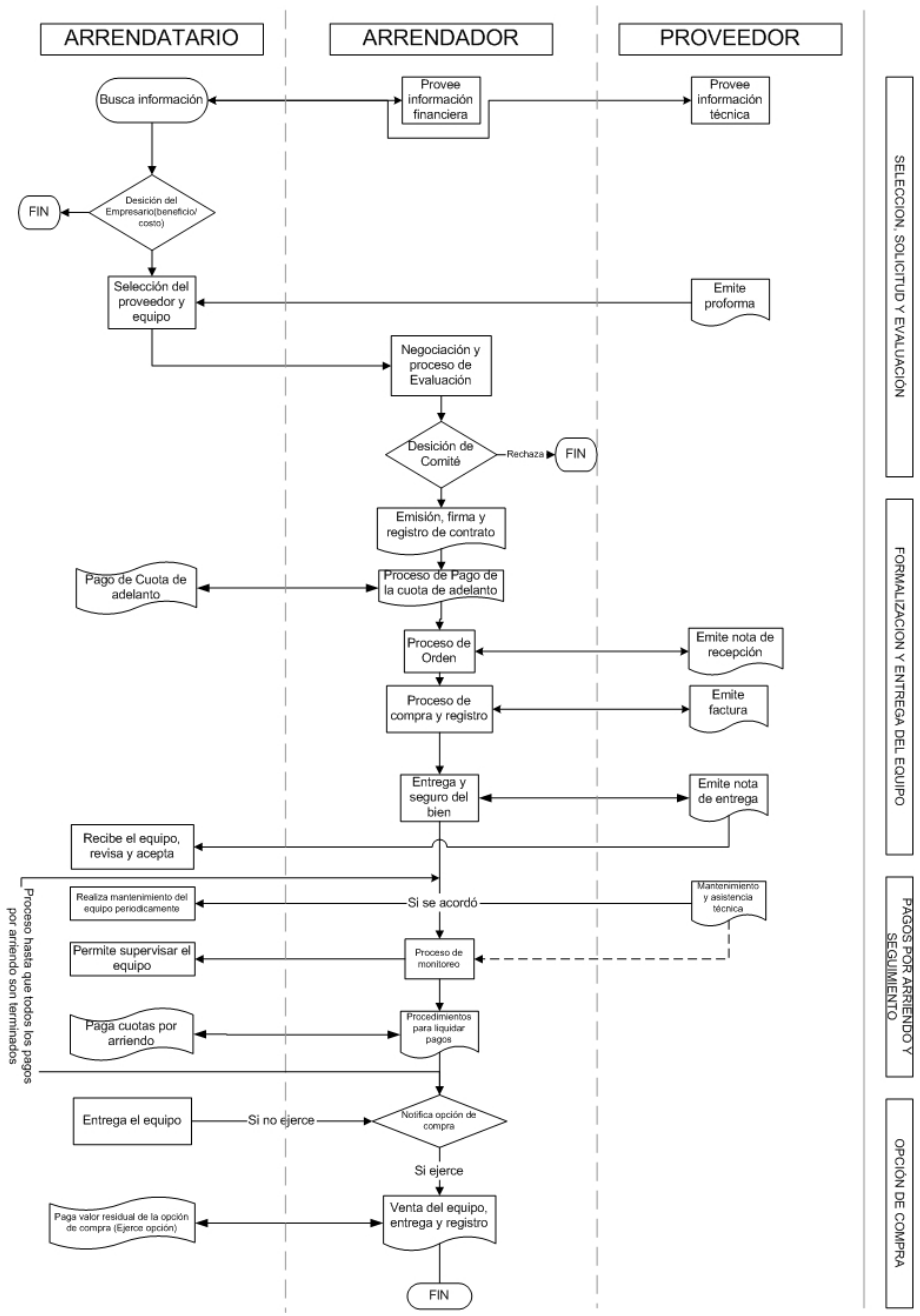 ARRENDATARIO
ARRENDADOR
PROVEEDOR
Busca información
Provee
información
financiera
Provee
información
técnica
Desición del
Empresario(beneficio/
costo)
FIN
Selección del
proveedor y
equipo
Emite
proforma
Negociación y
proceso de
Evaluación
Desición de
Comité
Rechaza
FIN
SELECCION, SOLICITUD Y EVALUACIÓN
Emisión, firma y
registro de contrato
Pago de Cuota de
adelanto
Proceso de Pago de
la cuota de adelanto
Proceso de
Orden
Emite nota de
recepción
Proceso de
compra y registro
Emite
factura
Entrega y
seguro del
bien
Emite nota
de entrega
Recibe el equipo,
revisa y acepta
FORMALIZACION Y ENTREGA DEL EQUIPO
Proceso hasta que todos los pagos
por arriendo son terminados
Realiza mantenimiento del
equipo periodicamente
Si se acordó
Mantenimiento
y asistencia
técnica
Permite supervisar el
equipo
Proceso de
monitoreo
Paga cuotas por
arriendo
Procedimientos
para liquidar
pagos
PAGOS POR ARRIENDO Y
SEGUIMIENTO
Entrega el equipo
Si no ejerce
Notifica opción de
compra
Si ejerce
Paga valor residual de la opción
de compra (Ejerce opción)
Venta del equipo,
entrega y registro
FIN
OPCIÓN DE COMPRA